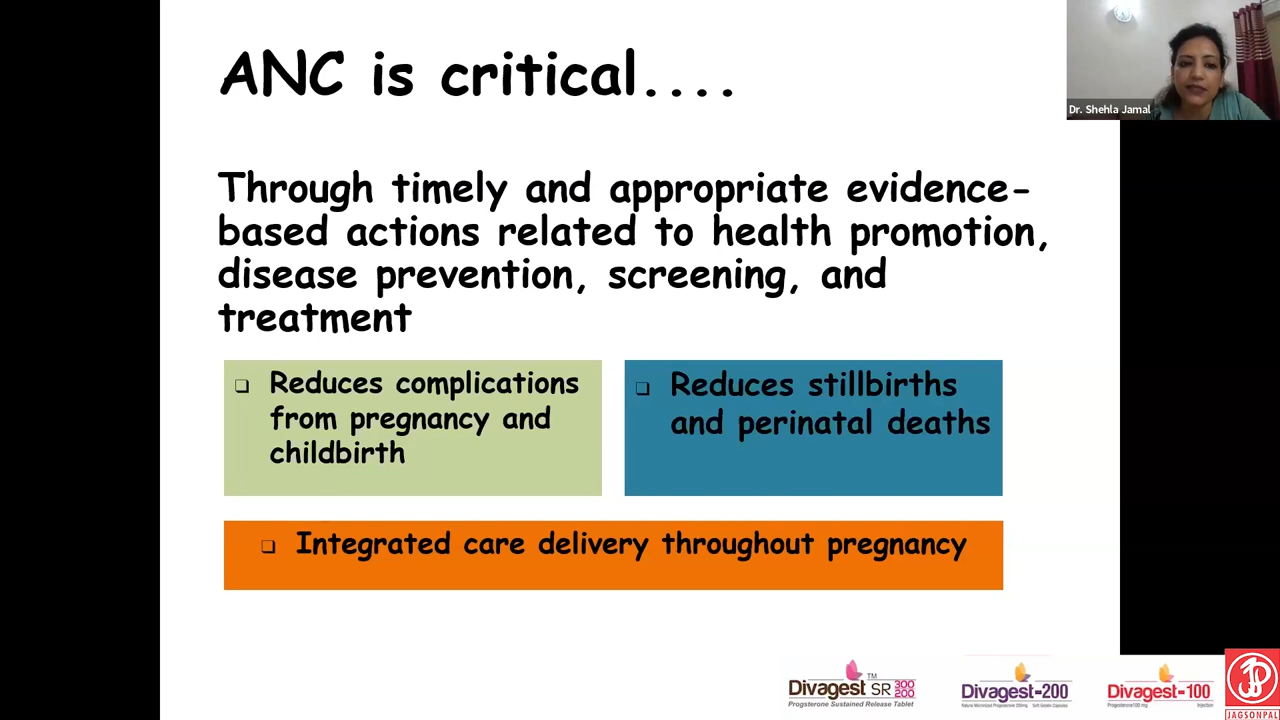 ANC is critical....
Dr. Shehla Jamal
Through timely and appropriate evidence-
based actions related to health promotion,
disease prevention, screening, and
treatment
❑ Reduces complications
from pregnancy and
childbirth
❑ Reduces stillbirths
and perinatal deaths
❑ Integrated care delivery throughout pregnancy
Divagest SR 300 200 TM
Progsterone Sustained Release Tablet
Divagest-200
Natural Micronized Progesterone 200mg Soft Gelatin Capsules
Divagest-100
Progesterone 100 mg Injection
JAGSONPAL